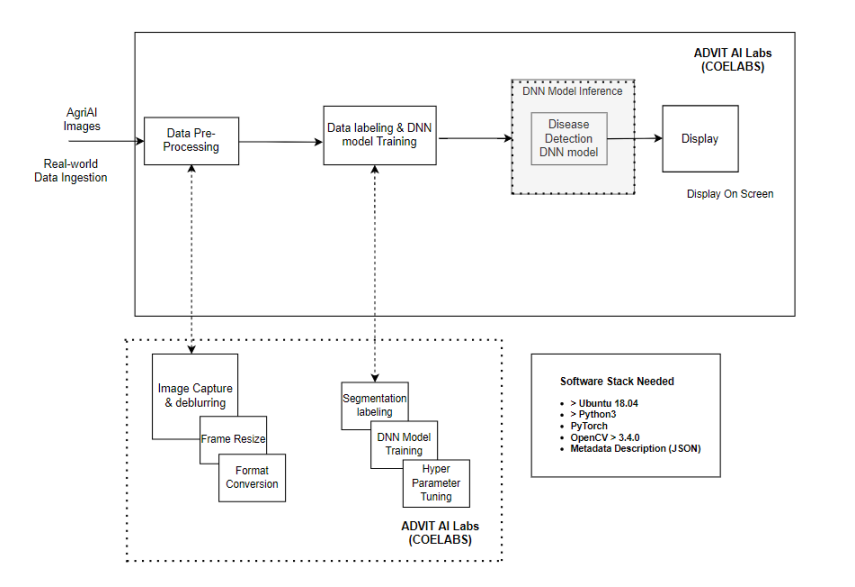 ADVIT AI Labs
(COELABS)
AgriAI
Images
Real-world
Data Ingestion
Data Pre-
Processing
Data labeling & DNN
model Training
DNN Model Inference
Disease
Detection
DNN model
Display
Display On Screen
Image Capture
& deblurring
Frame Resize
Format
Conversion
Segmentation
labeling
DNN Model
Training
Hyper
Parameter
Tuning
ADVIT AI Labs
(COELABS)
Software Stack Needed
• > Ubuntu 18.04
• > Python3
• PyTorch
• OpenCV > 3.4.0
• Metadata Description (JSON)